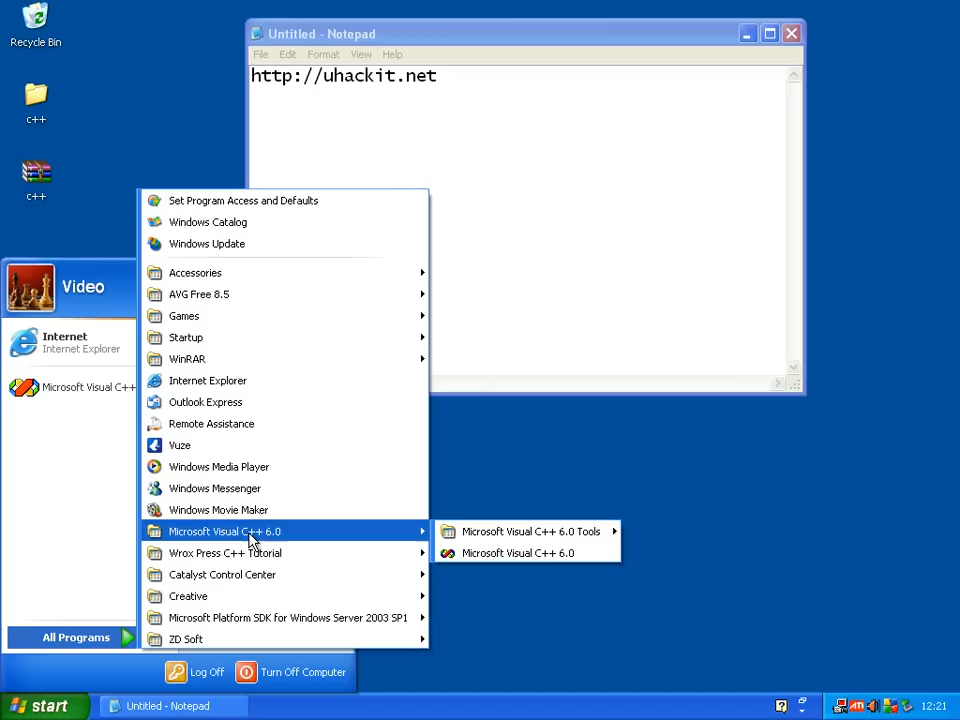 Recycle Bin
c++
c++
Untitled - Notepad
File Edit Format View Help
http://uhackit.net
Set Program Access and Defaults
Windows Catalog
Windows Update
Accessories
AVG Free 8.5
Games
Startup
WinRAR
Internet Explorer
Outlook Express
Remote Assistance
Vuze
Windows Media Player
Windows Messenger
Windows Movie Maker
Microsoft Visual C++ 6.0
Wrox Press C++ Tutorial
Catalyst Control Center
Creative
Microsoft Platform SDK for Windows Server 2003 SP1
ZD Soft
Microsoft Visual C++ 6.0 Tools
Microsoft Visual C++ 6.0
Video
Internet
Internet Explorer
Microsoft Visual C++
All Programs
Log Off Turn Off Computer
start Untitled - Notepad ? ATI 12:21